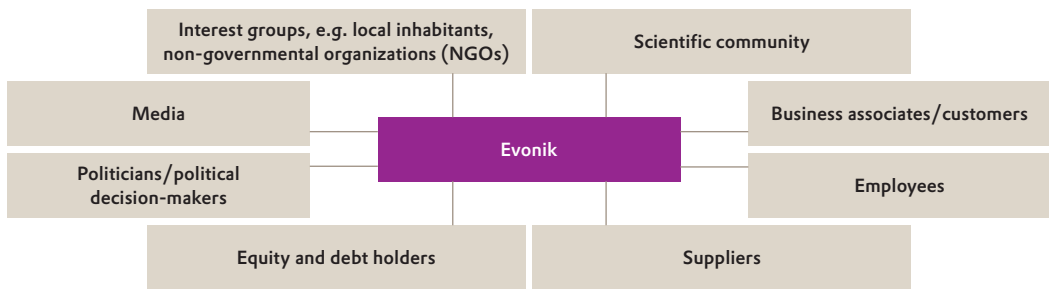 Interest groups, e.g. local inhabitants,
non-governmental organizations (NGOs)
Scientific community
Media
Business associates/customers
Evonik
Politicians/political
decision-makers
Employees
Equity and debt holders
Suppliers